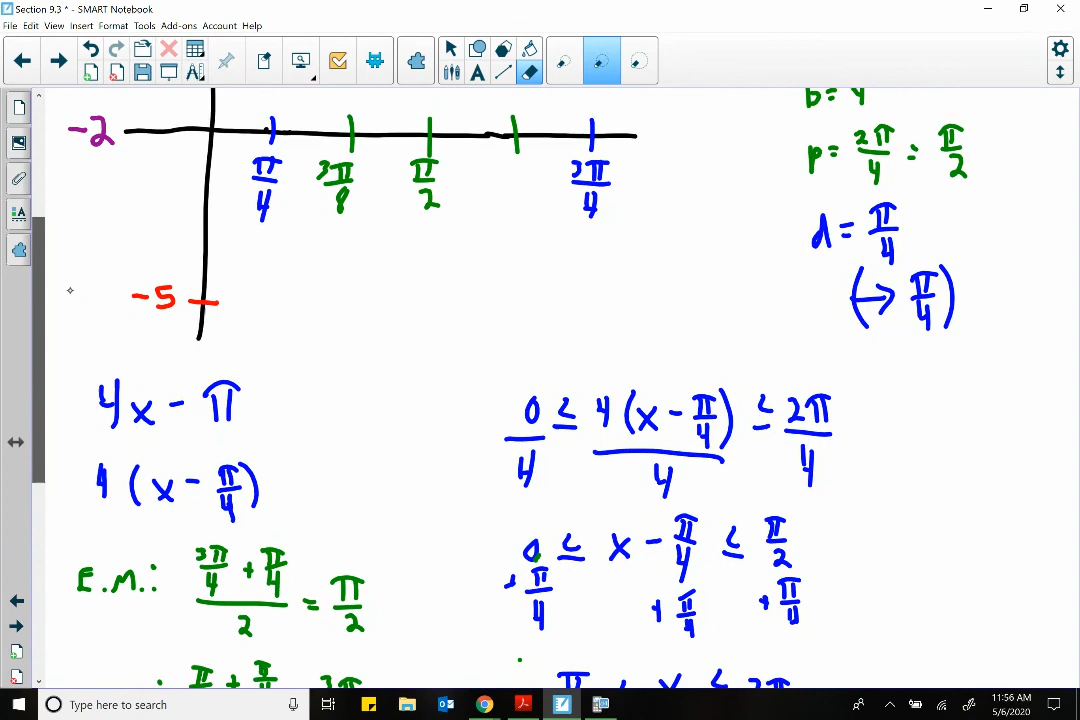 Section 9.3 * - SMART Notebook
File Edit View Insert Format Tools Add-ons Account Help
b = 4
-2
π/4 3π/8 π/2 3π/4
p = 2π/4 = π/2
d = π/4
(→ π/4)
-5
4x - π
4(x - π/4)
0/4 ≤ 4(x - π/4)/4 ≤ 2π/4
0 ≤ x - π/4 ≤ π/2
+ π/4 + π/4 + π/4
E.M.: (3π/4 + π/4)/2 = π/2
Type here to search
11:56 AM
5/6/2020